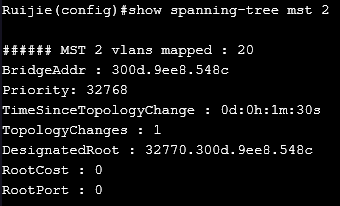 Ruijie(config)#show spanning-tree mst 2
###### MST 2 vlans mapped : 20
BridgeAddr : 300d.9ee8.548c
Priority: 32768
TimeSinceTopologyChange : 0d:0h:1m:30s
TopologyChanges : 1
DesignatedRoot : 32770.300d.9ee8.548c
RootCost : 0
RootPort : 0